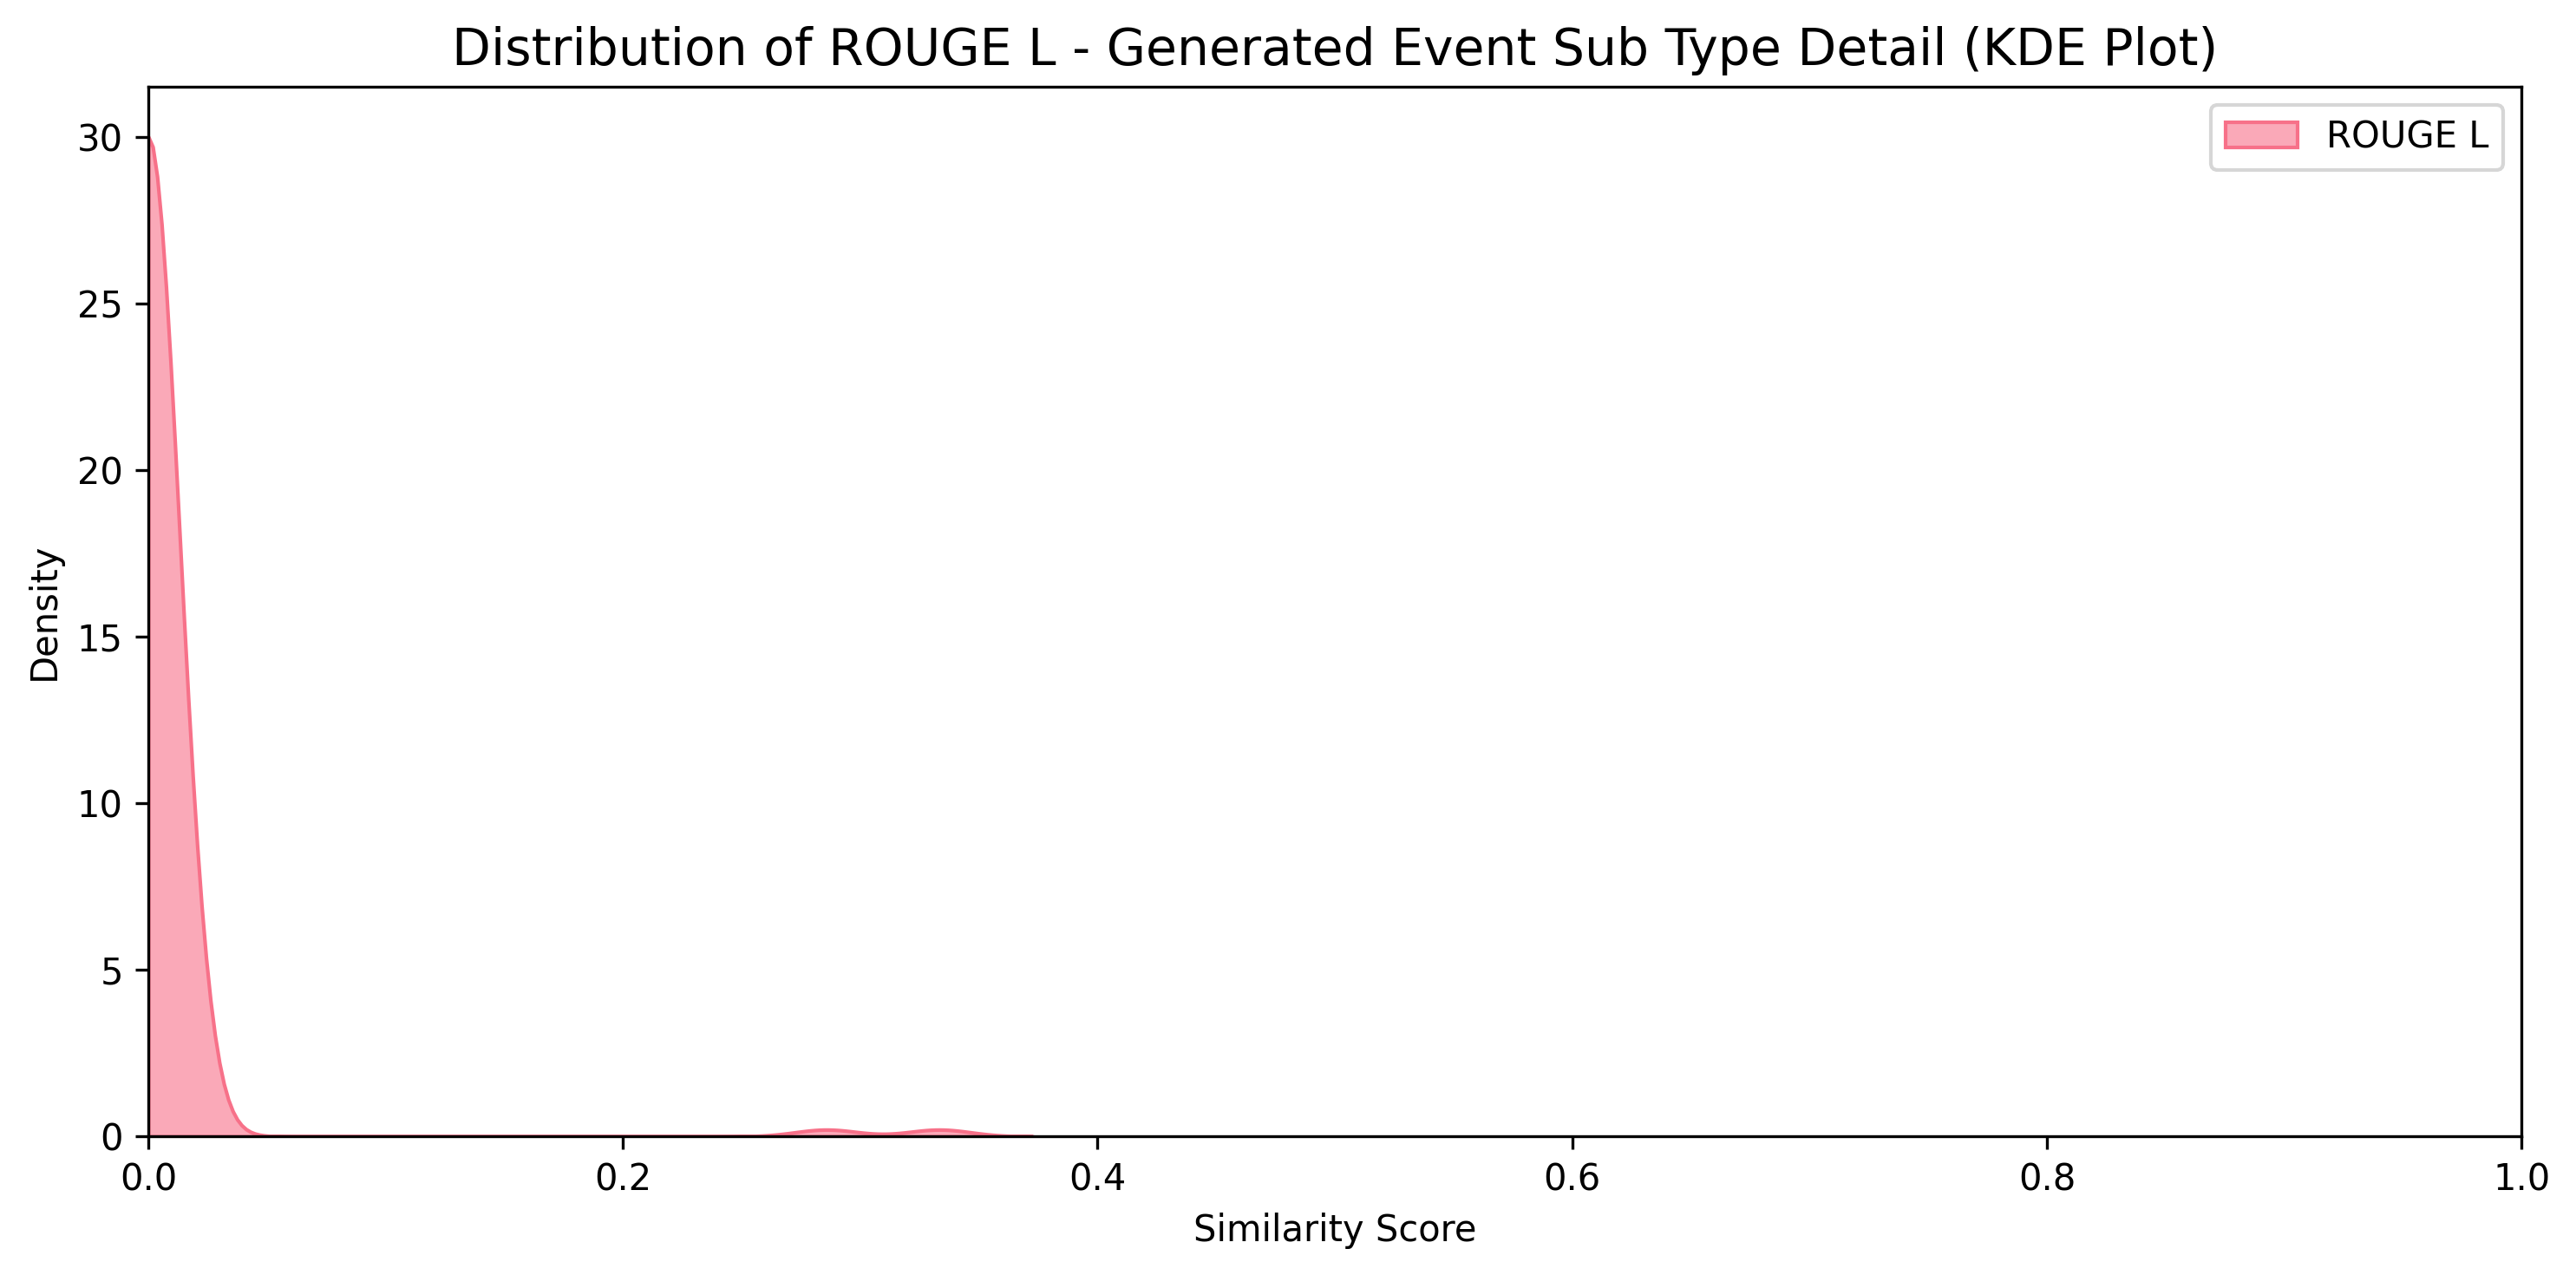 Distribution of ROUGE L - Generated Event Sub Type Detail (KDE Plot)
ROUGE L
Density
30
25
20
15
10
5
0
0.0 0.2 0.4 0.6 0.8 1.0
Similarity Score